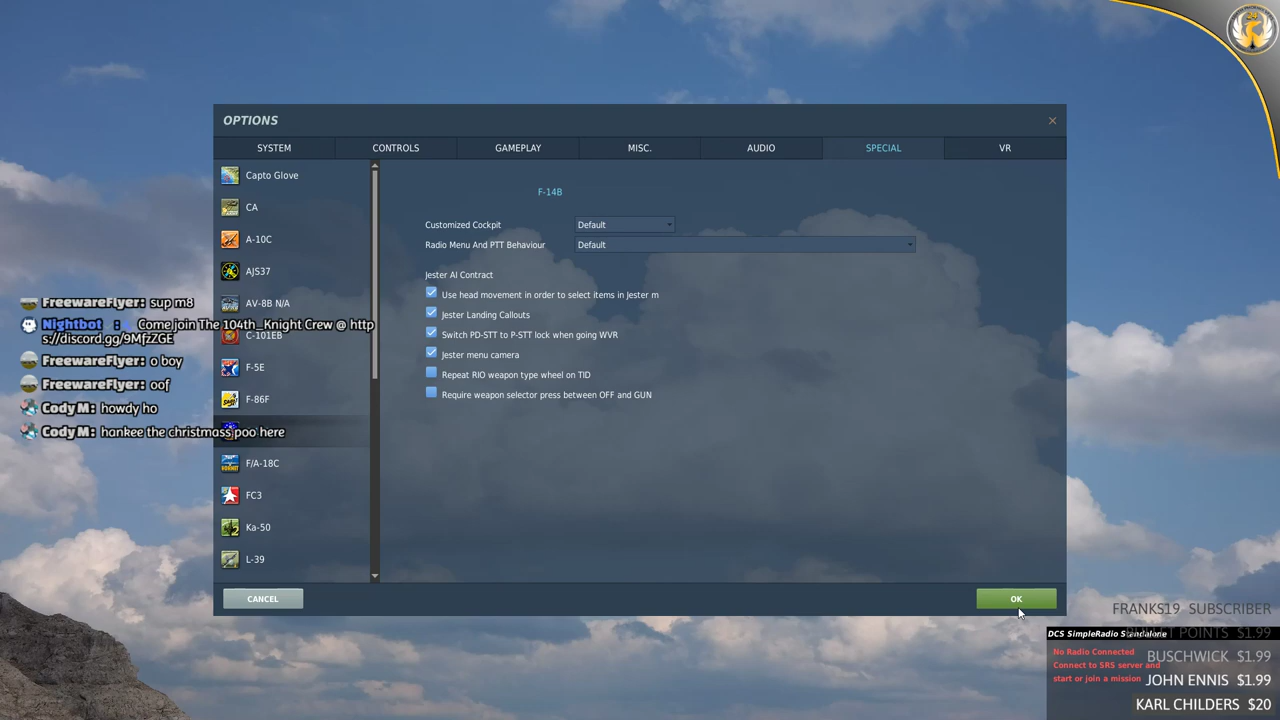 OPTIONS
SYSTEM
CONTROLS
GAMEPLAY
MISC.
AUDIO
SPECIAL
VR
Capto Glove
CA
A-10C
AJS37
AV-8B N/A
C-101EB
F-5E
F-86F
F/A-18C
FC3
Ka-50
L-39
F-14B
Customized Cockpit
Default
Radio Menu And PTT Behaviour
Default
Jester AI Contract
Use head movement in order to select items in Jester m
Jester Landing Callouts
Switch PD-STT to P-STT lock when going WVR
Jester menu camera
Repeat RIO weapon type wheel on TID
Require weapon selector press between OFF and GUN
CANCEL
OK
FreewareFlyer: sup m8
Nightbot : Come join The 104th_Knight Crew @ http
s://discord.gg/9MfzZGE
FreewareFlyer: o boy
FreewareFlyer: oof
Cody M: howdy ho
Cody M: hankee the christmass poo here
FRANKS19 SUBSCRIBER
DCS SimpleRadio Standalone
POINTS $1.99
No Radio Connected
Connect to SRS server and
start or join a mission
BUSCHWICK $1.99
JOHN ENNIS $1.99
KARL CHILDERS $20